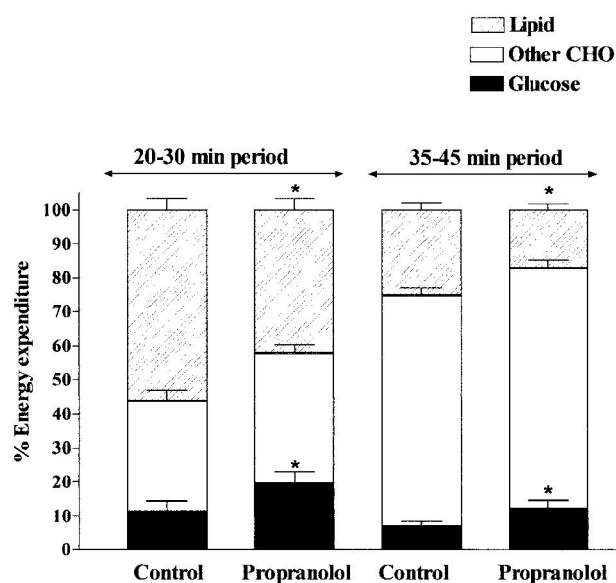 Lipid
Other CHO
Glucose
20-30 min period
35-45 min period
*
*
100
90
80
70
60
50
40
30
20
10
0
% Energy expenditure
*
*
Control
Propranolol
Control
Propranolol